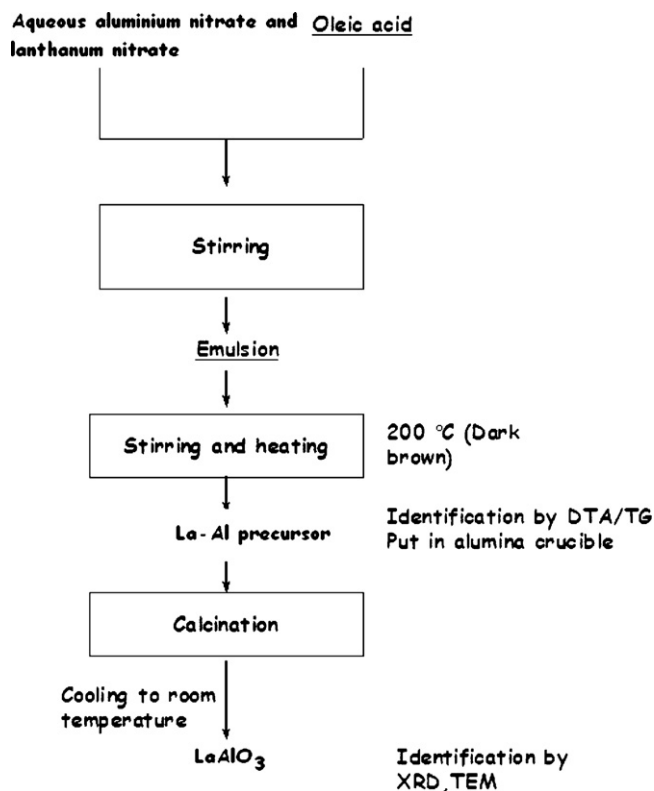 Aqueous aluminium nitrate and Oleic acid
lanthanum nitrate
Stirring
Emulsion
Stirring and heating
200 °C (Dark
brown)
La-Al precursor
Identification by DTA/TG
Put in alumina crucible
Calcination
Cooling to room
temperature
LaAlO₃
Identification by
XRD,TEM